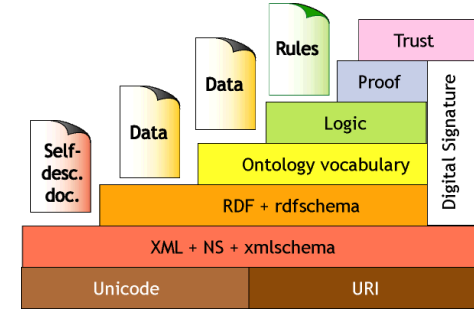 Trust
Rules
Proof
Data
Logic
Digital Signature
Data
Ontology vocabulary
Self-
desc.
doc.
RDF + rdfschema
XML + NS + xmlschema
Unicode
URI